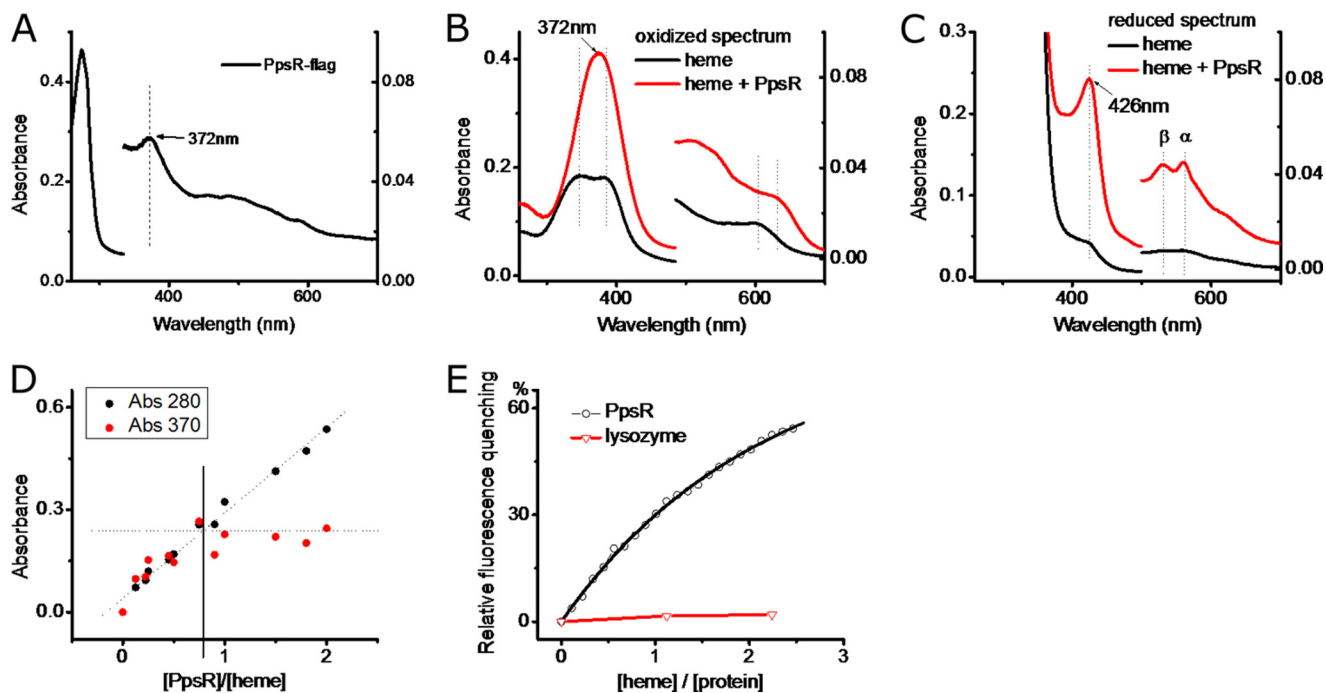 A
PpsR-flag
372nm
Absorbance
0.4
0.2
0.0
0.08
0.04
0.00
400
600
Wavelength (nm)
B
372nm
oxidized spectrum
heme
heme + PpsR
Absorbance
0.4
0.2
0.0
0.08
0.04
0.00
400
600
Wavelength (nm)
C
reduced spectrum
heme
heme + PpsR
426nm
β
α
Absorbance
0.3
0.2
0.1
0.0
0.08
0.04
0.00
400
600
Wavelength (nm)
D
Abs 280
Abs 370
Absorbance
0.6
0.3
0.0
0
1
2
[PpsR]/[heme]
E
%
PpsR
lysozyme
Relative fluorescence quenching
60
30
0
0
1
2
3
[heme] / [protein]